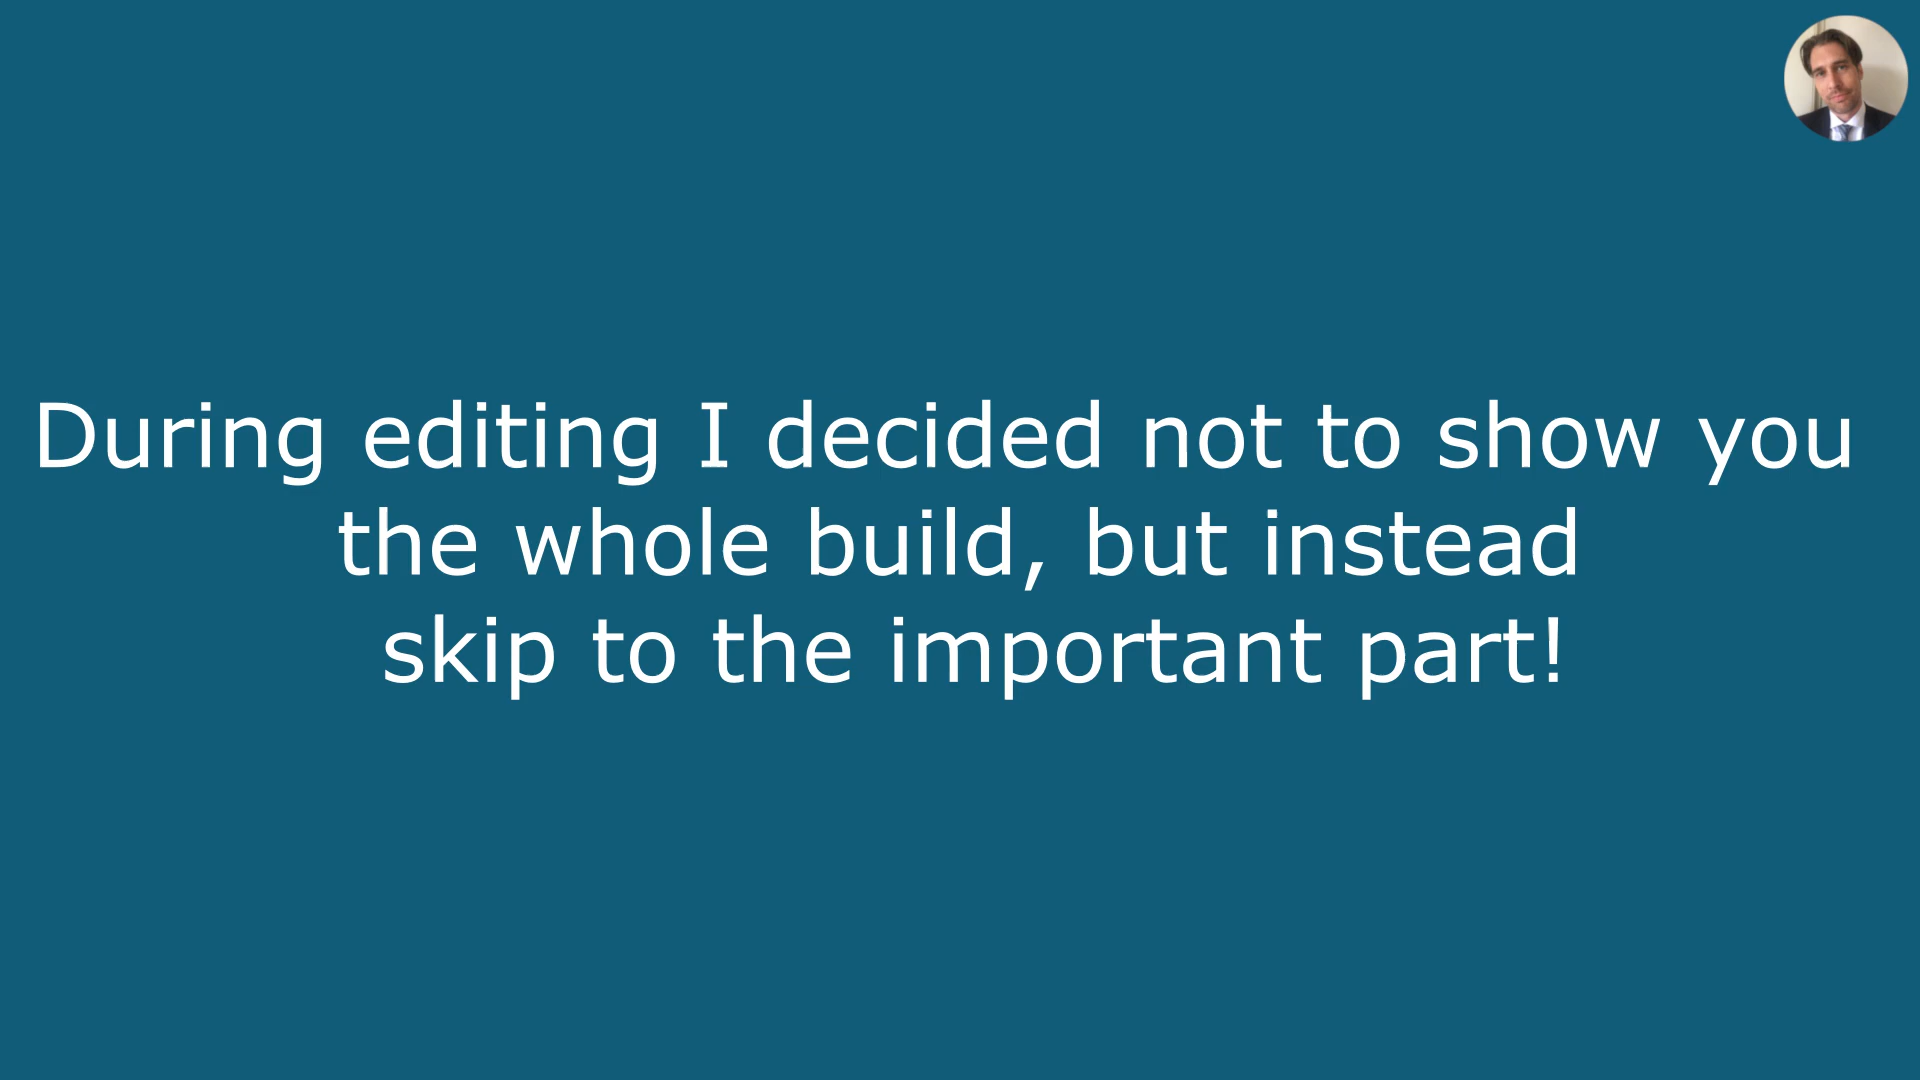 During editing I decided not to show you
the whole build, but instead
skip to the important part!